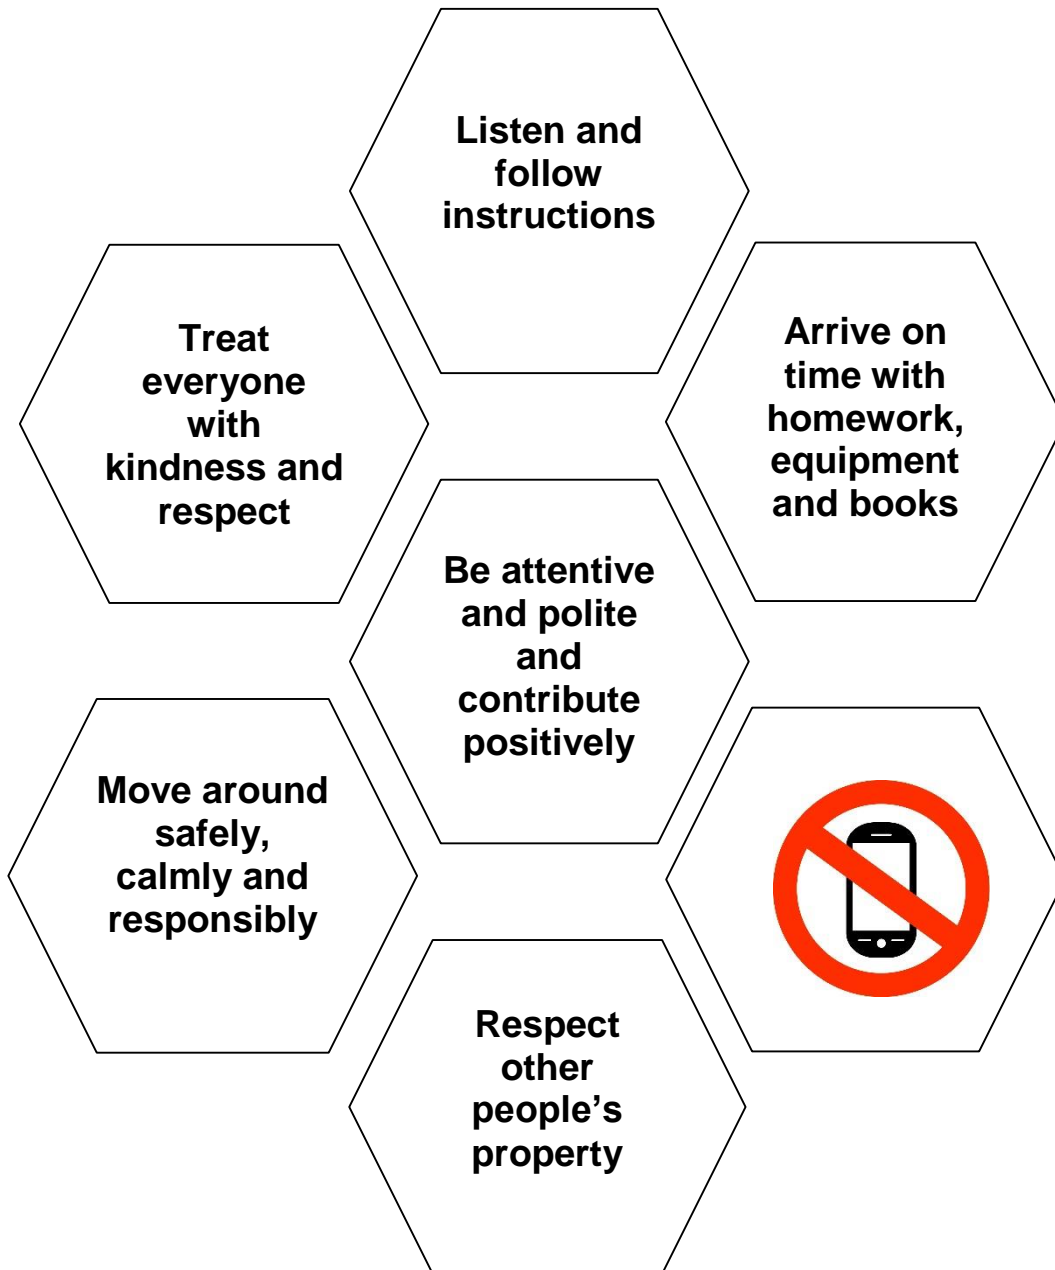 Listen and
follow
instructions
Treat
everyone
with
kindness and
respect
Arrive on
time with
homework,
equipment
and books
Be attentive
and polite
and
contribute
positively
Move around
safely,
calmly and
responsibly
Respect
other
people’s
property